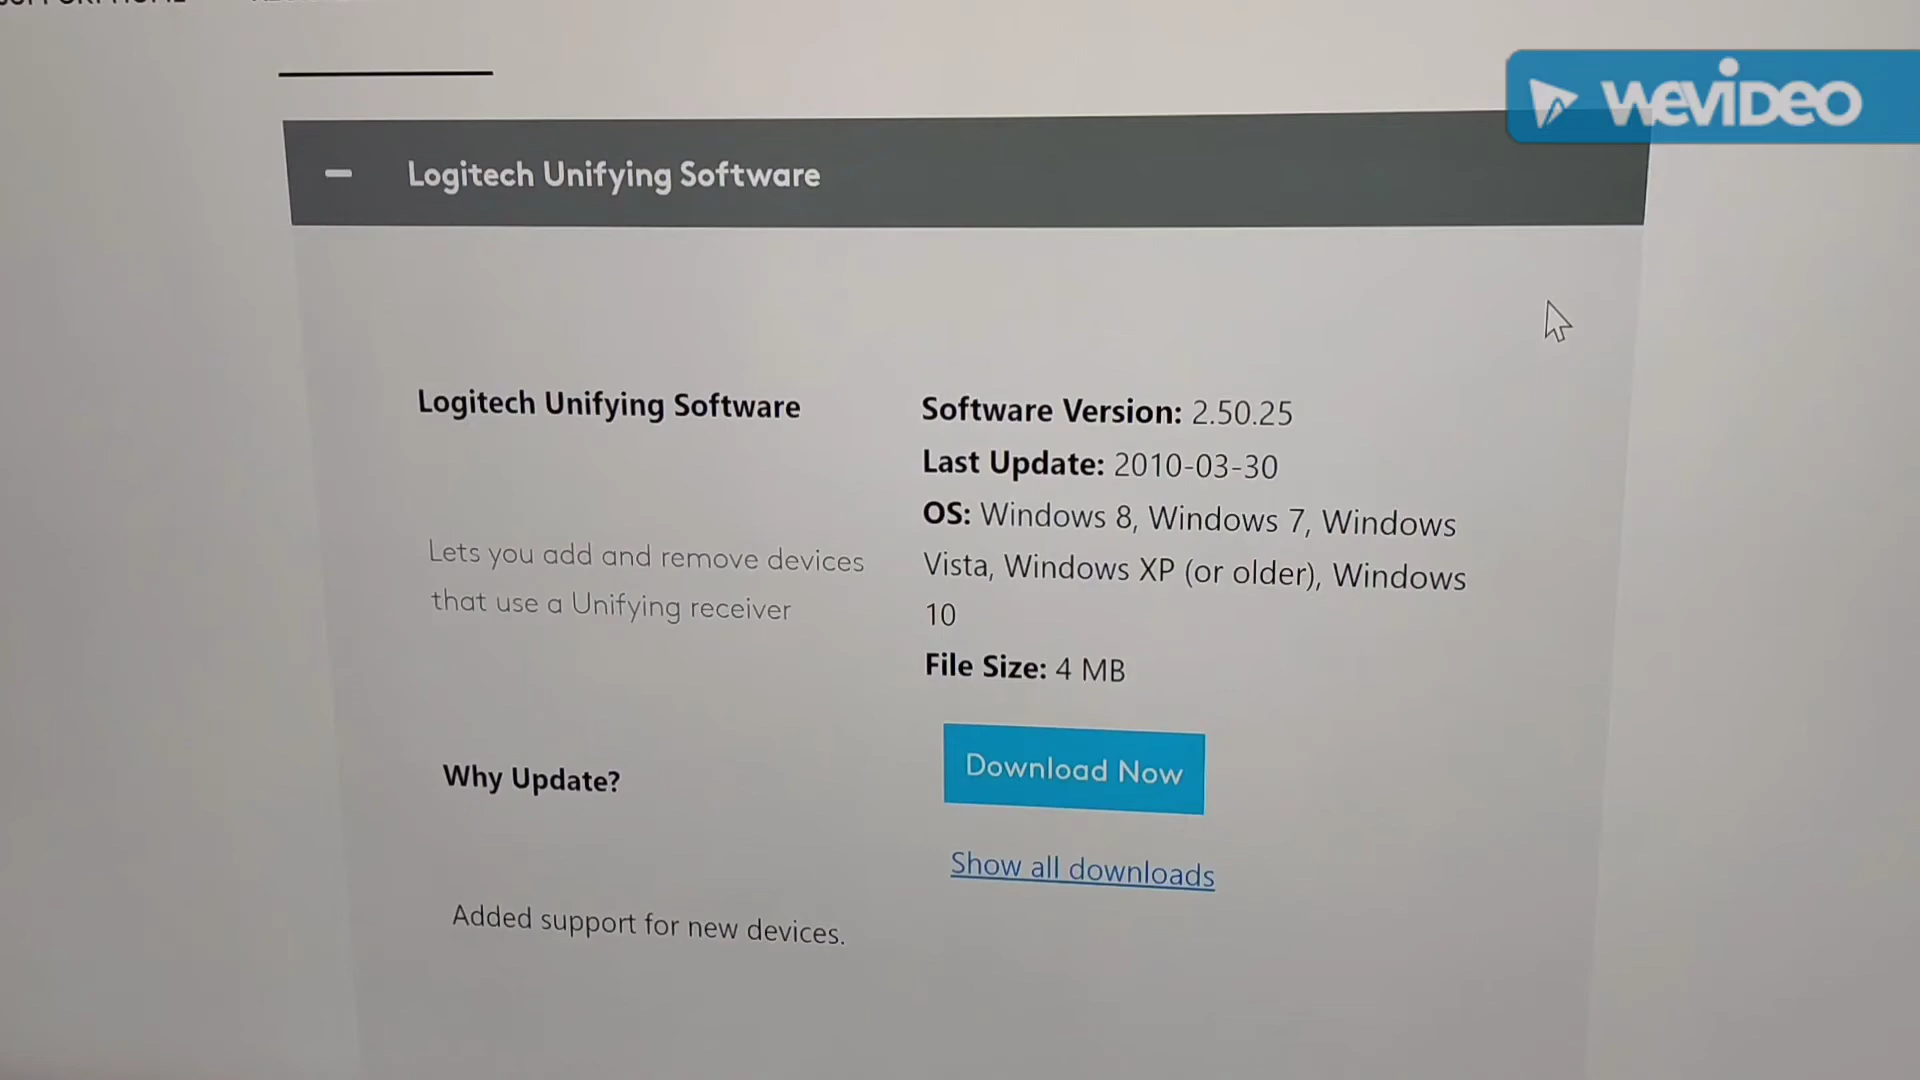 WEVIDEO
Logitech Unifying Software
Logitech Unifying Software
Lets you add and remove devices
that use a Unifying receiver
Why Update?
Added support for new devices.
Software Version: 2.50.25
Last Update: 2010-03-30
OS: Windows 8, Windows 7, Windows
Vista, Windows XP (or older), Windows
10
File Size: 4 MB
Download Now
Show all downloads